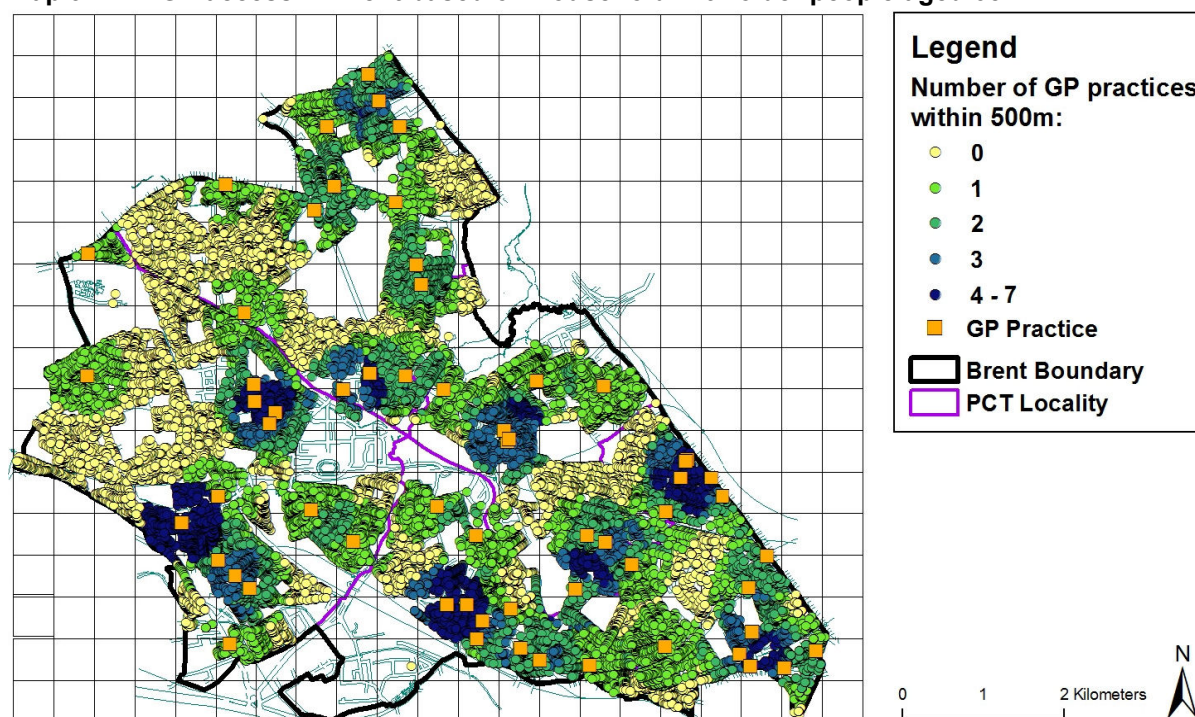 Legend
Number of GP practices
within 500m:
0
1
2
3
4 - 7
GP Practice
Brent Boundary
PCT Locality
N
0 1 2 Kilometers